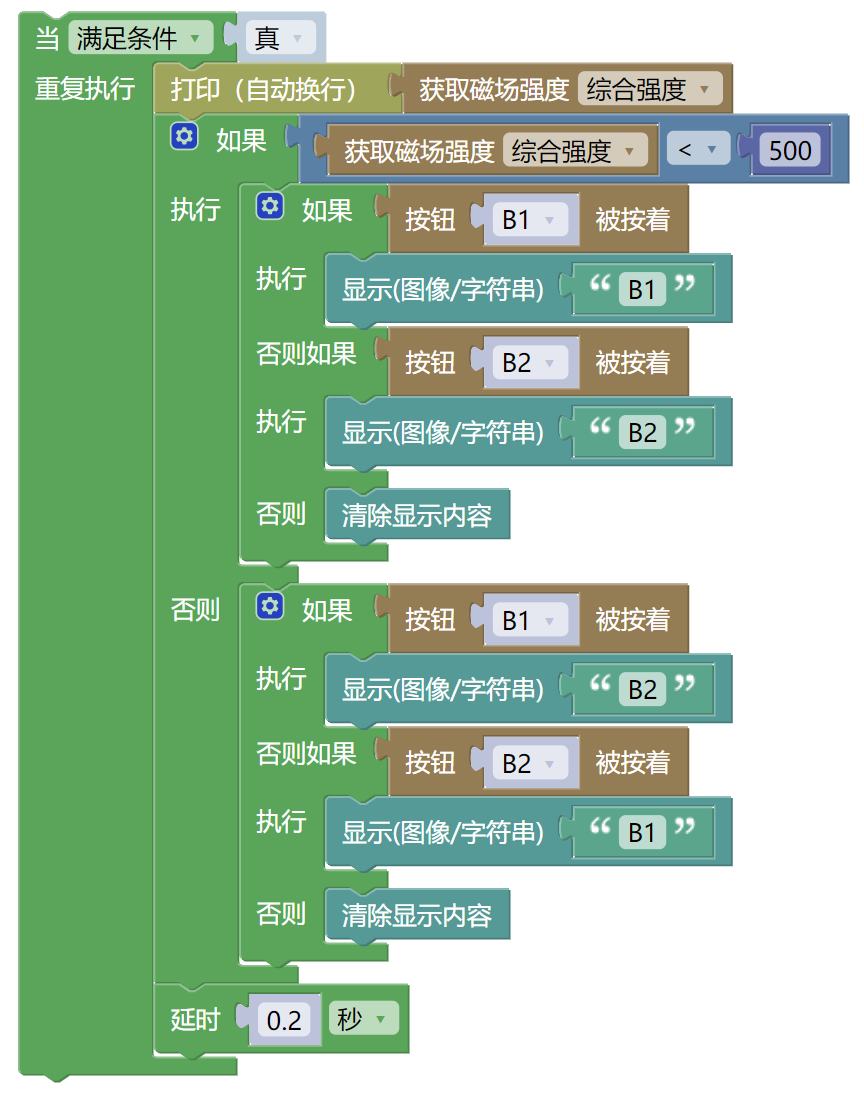 当 满足条件 真
重复执行 打印（自动换行） 获取磁场强度 综合强度
如果 获取磁场强度 综合强度 < 500
执行 如果 按钮 B1 被按着
执行 显示(图像/字符串) “ B1 ”
否则如果 按钮 B2 被按着
执行 显示(图像/字符串) “ B2 ”
否则 清除显示内容
否则 如果 按钮 B1 被按着
执行 显示(图像/字符串) “ B2 ”
否则如果 按钮 B2 被按着
执行 显示(图像/字符串) “ B1 ”
否则 清除显示内容
延时 0.2 秒